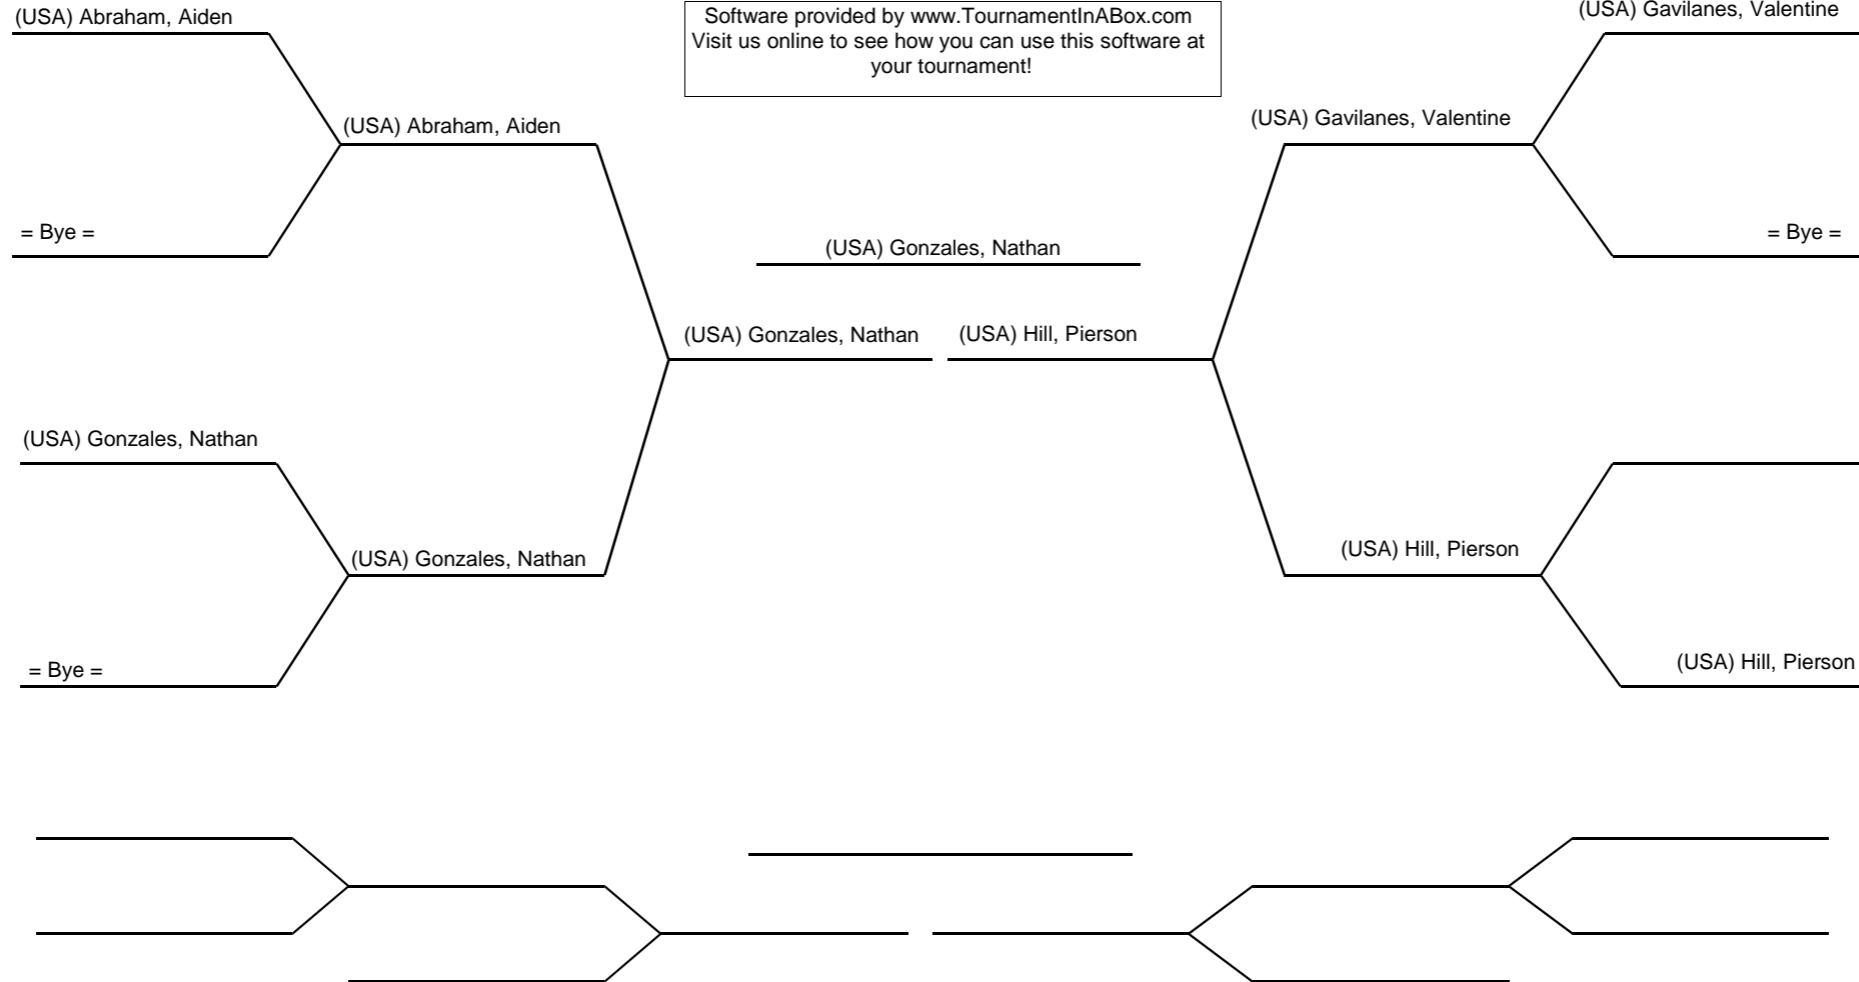 (USA) Abraham, Aiden
Software provided by www.TournamentInABox.com
Visit us online to see how you can use this software at
your tournament!
(USA) Gavilanes, Valentine
(USA) Abraham, Aiden
(USA) Gavilanes, Valentine
= Bye =
(USA) Gonzales, Nathan
= Bye =
(USA) Gonzales, Nathan
(USA) Hill, Pierson
(USA) Gonzales, Nathan
(USA) Gonzales, Nathan
(USA) Hill, Pierson
= Bye =
(USA) Hill, Pierson